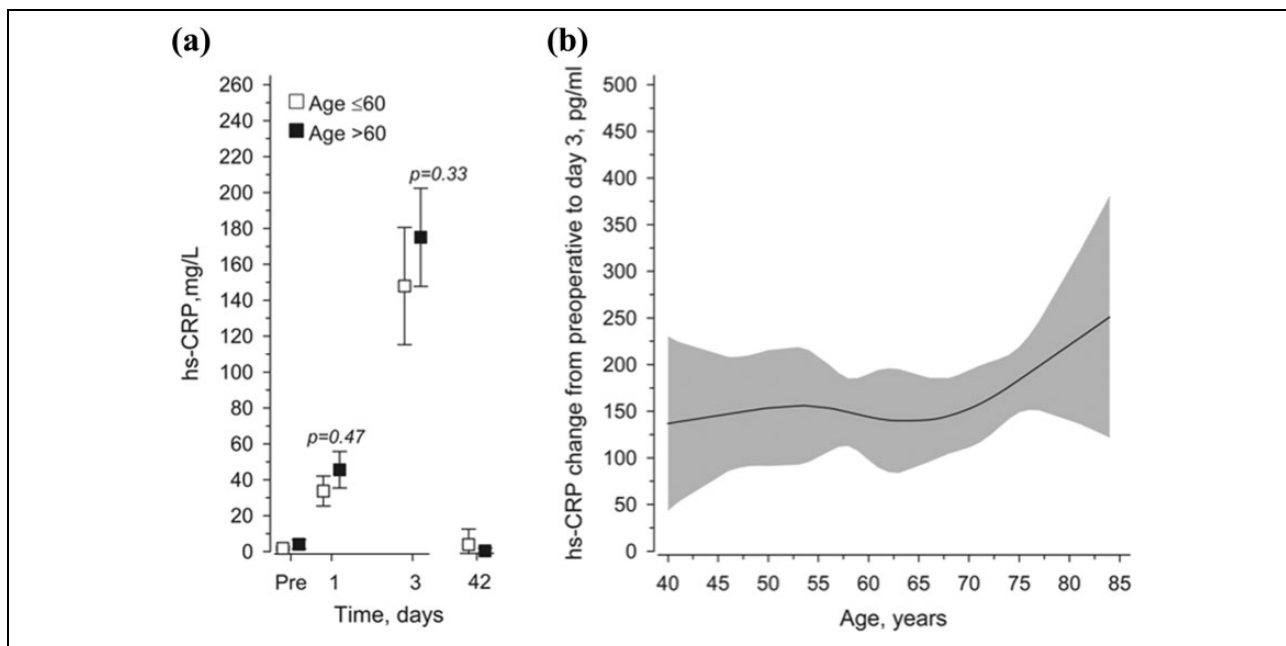 (a)
hs-CRP,mg/L
260
240
220
200
180
160
140
120
100
80
60
40
20
0
Age ≤60
Age >60
p=0.47
p=0.33
Pre 1 3 42
Time, days
(b)
hs-CRP change from preoperative to day 3, pg/ml
500
450
400
350
300
250
200
150
100
50
0
40 45 50 55 60 65 70 75 80 85
Age, years